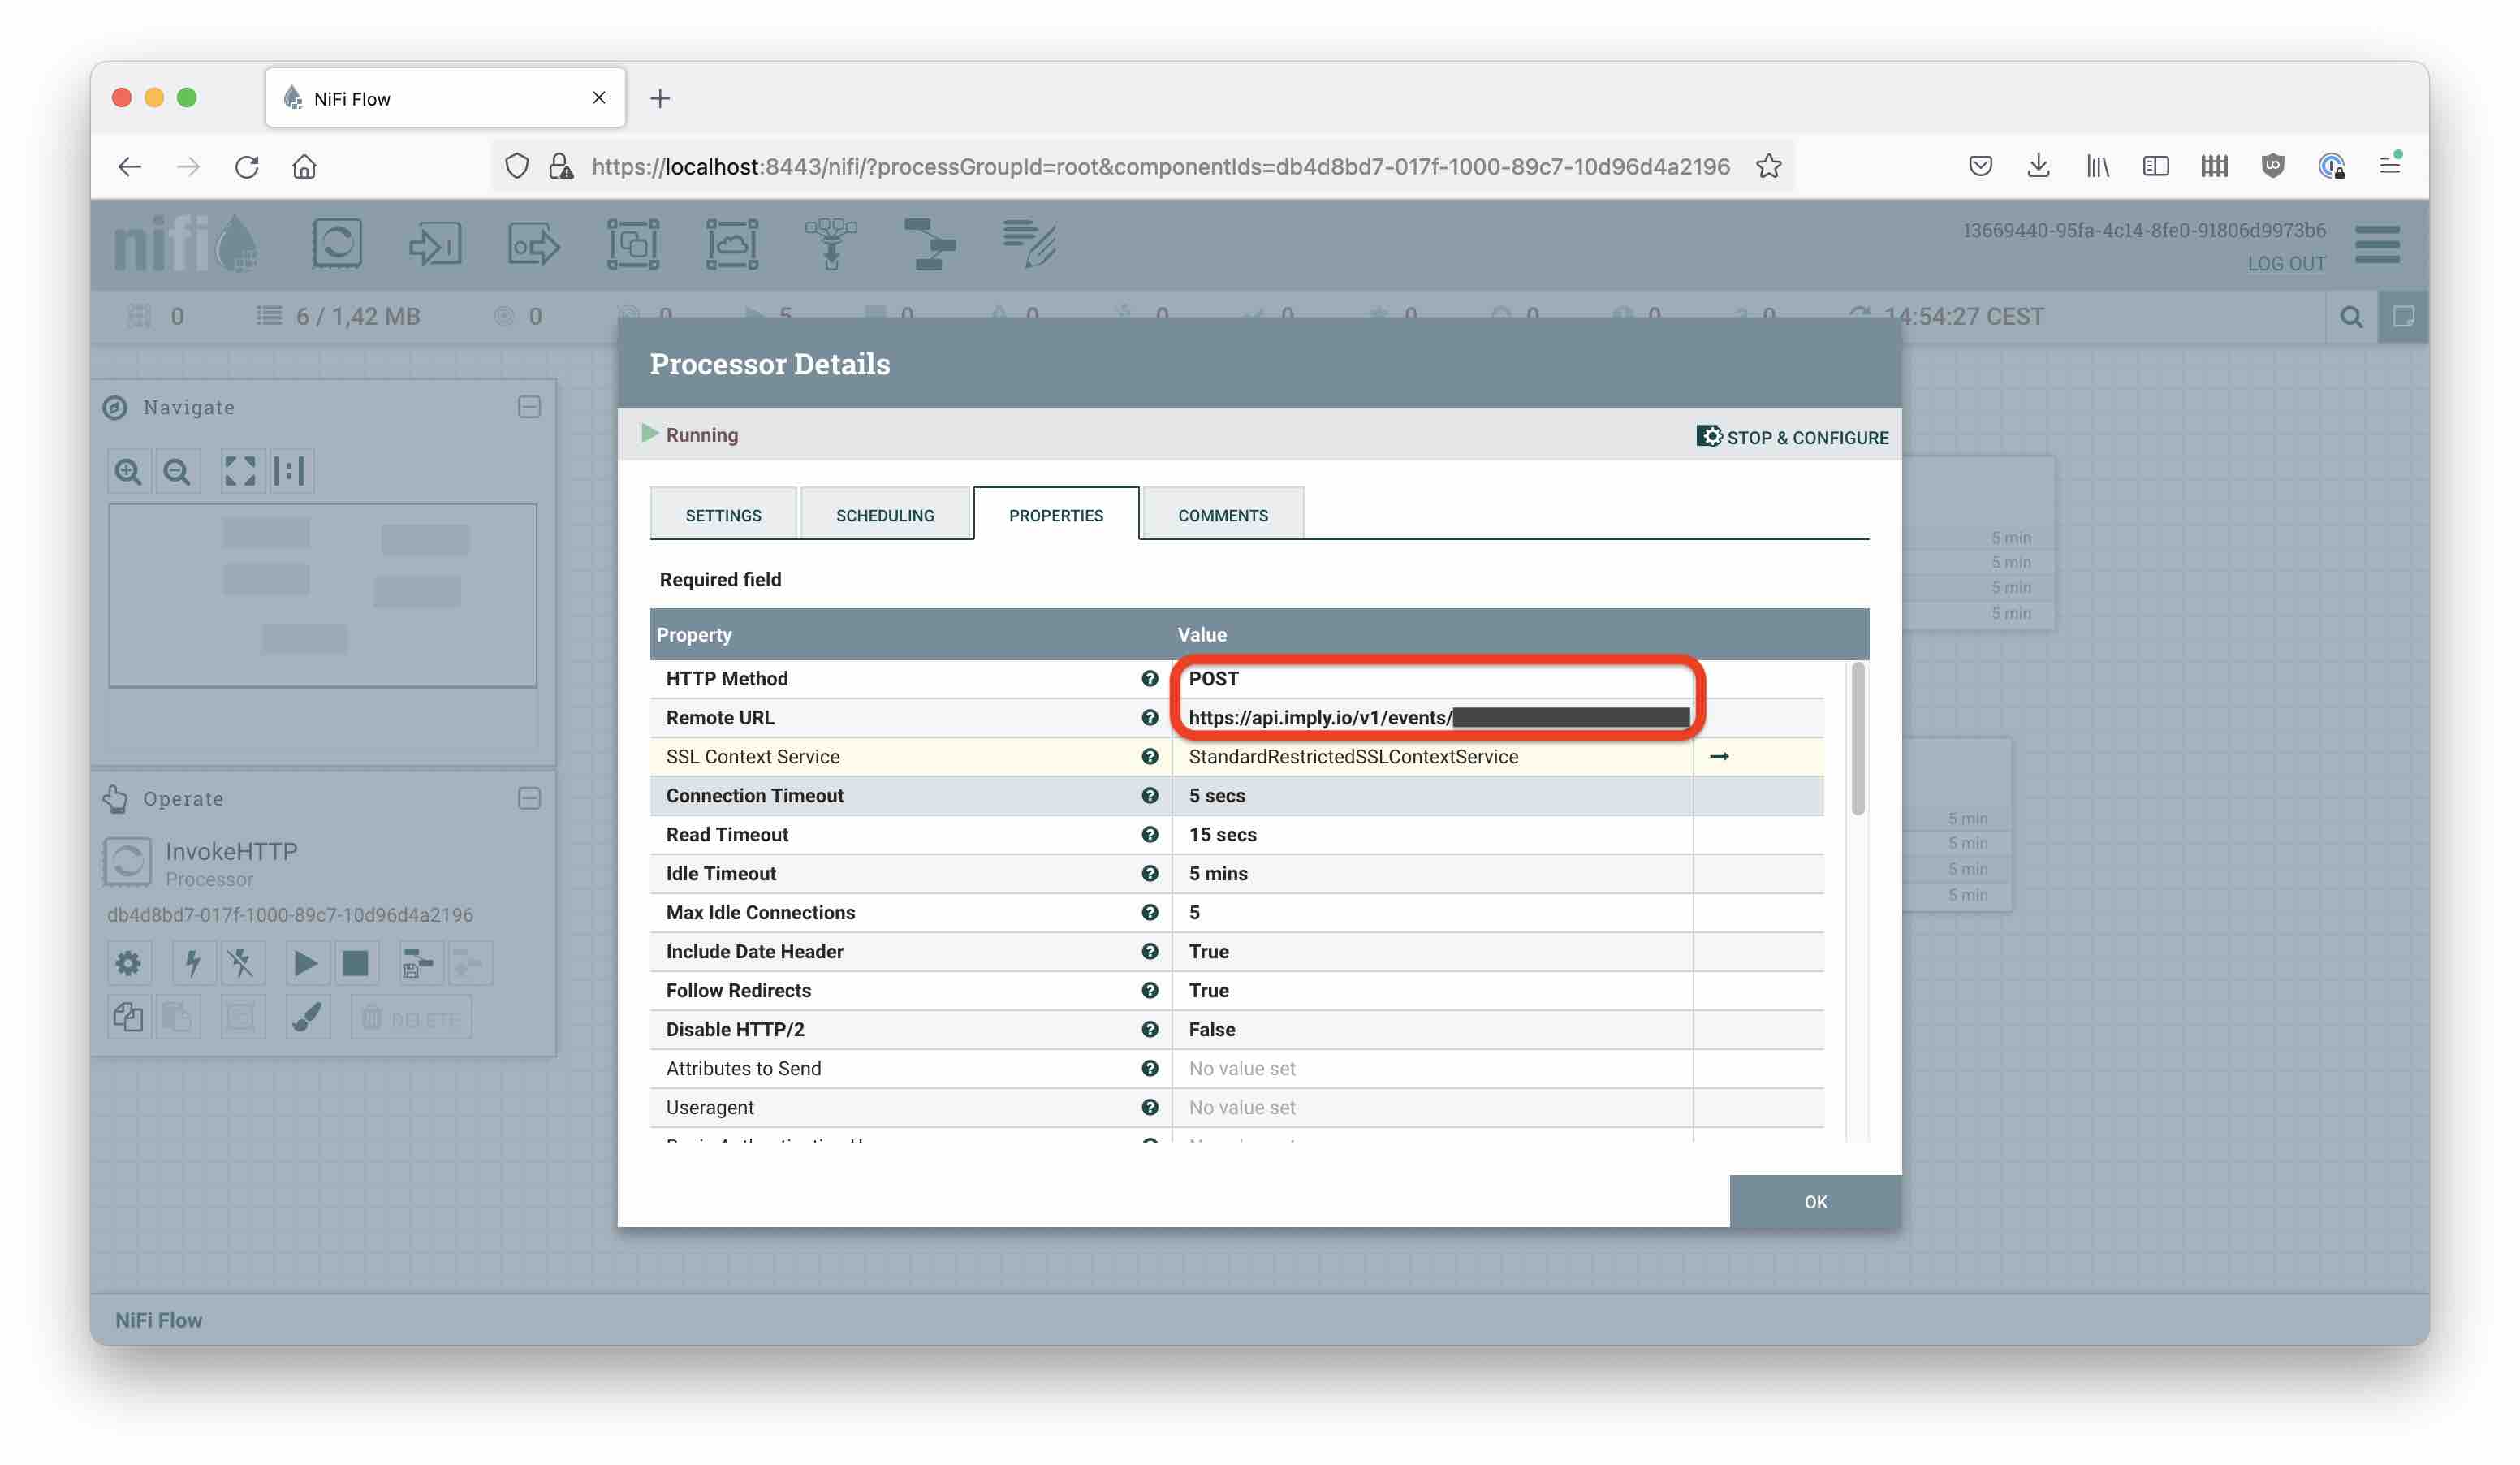 NiFi Flow
https://localhost:8443/nifi/?processGroupId=root&componentIds=db4d8bd7-017f-1000-89c7-10d96d4a2196
nifi
13669440-95fa-4c14-8fe0-91806d9973b6
LOG OUT
0 6 / 1,42 MB 0 0 5 0 0 0 0 0 0 0 0 14:54:27 CEST
Processor Details
Running
STOP & CONFIGURE
Navigate
SETTINGS SCHEDULING PROPERTIES COMMENTS
Required field
Property Value
HTTP Method POST
Remote URL https://api.imply.io/v1/events/
SSL Context Service StandardRestrictedSSLContextService
Connection Timeout 5 secs
Read Timeout 15 secs
Idle Timeout 5 mins
Max Idle Connections 5
Include Date Header True
Follow Redirects True
Disable HTTP/2 False
Attributes to Send No value set
Useragent No value set
OK
5 min
5 min
5 min
5 min
5 min
5 min
5 min
5 min
Operate
InvokeHTTP
Processor
db4d8bd7-017f-1000-89c7-10d96d4a2196
DELETE
NiFi Flow